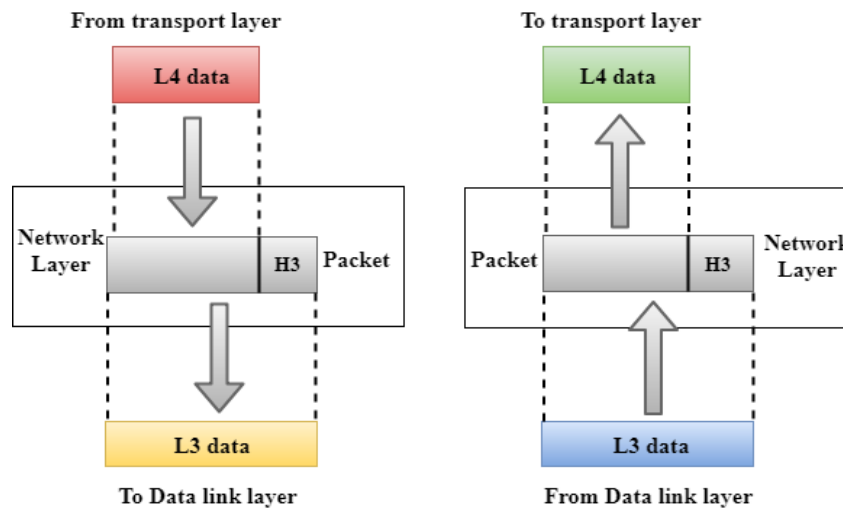 From transport layer
L4 data
Network
Layer
H3
Packet
L3 data
To Data link layer
To transport layer
L4 data
Packet
H3
Network
Layer
L3 data
From Data link layer